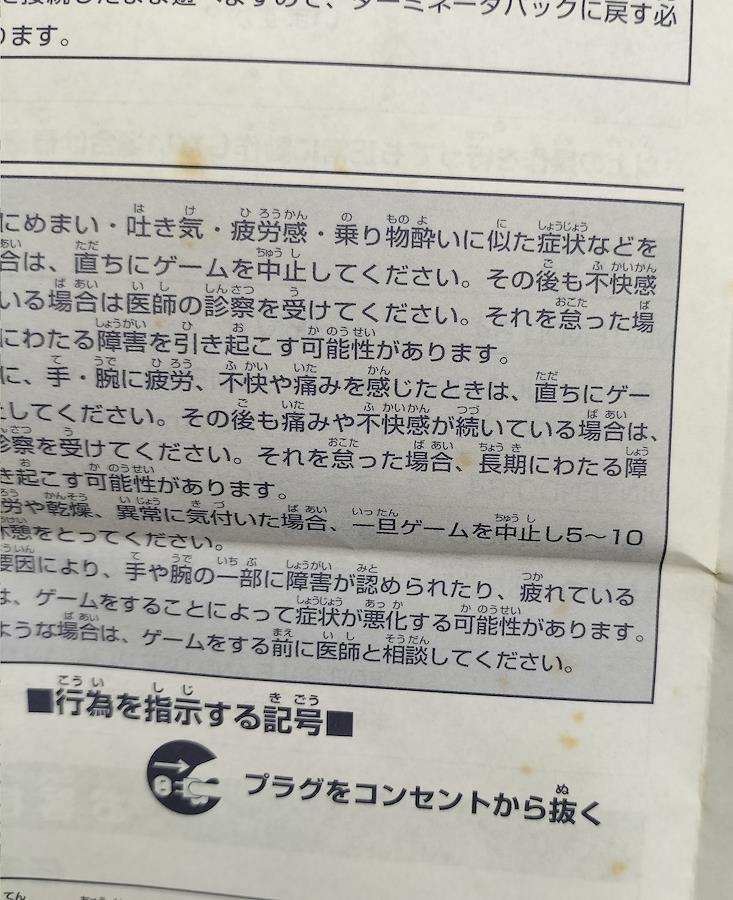 に接続したまま遊べますので、ターミネータパックに戻す必
ります。
にめまい・吐き気・疲労感・乗り物酔いに似た症状などを
合は、直ちにゲームを中止してください。その後も不快感
いる場合は医師の診察を受けてください。それを怠った場
にわたる障害を引き起こす可能性があります。
に、手・腕に疲労、不快や痛みを感じたときは、直ちにゲー
止してください。その後も痛みや不快感が続いている場合は、
診察を受けてください。それを怠った場合、長期にわたる障
き起こす可能性があります。
労や乾燥、異常に気付いた場合、一旦ゲームを中止し5～10
休憩をとってください。
要因により、手や腕の一部に障害が認められたり、疲れている
は、ゲームをすることによって症状が悪化する可能性があります。
ような場合は、ゲームをする前に医師と相談してください。
■行為を指示する記号■
プラグをコンセントから抜く